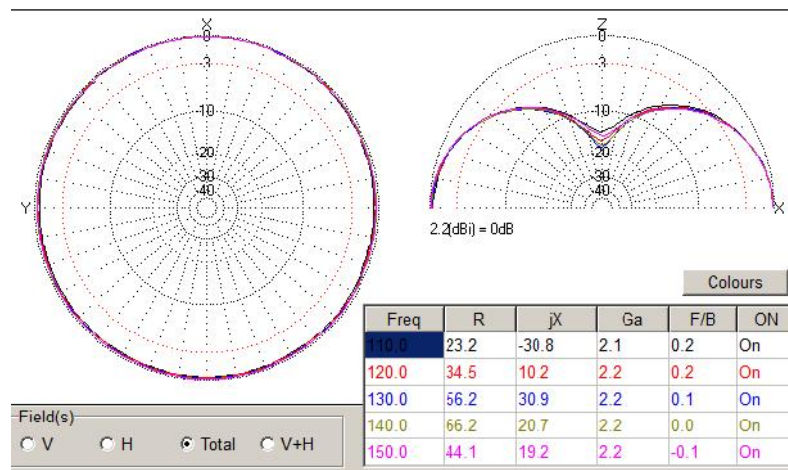 X
0
-3
-10
-20
-30
-40
Y
Z
0
-3
-10
-20
-30
-40
X
2.2(dBi) = 0dB
Colours
Freq R jX Ga F/B ON
110.0 23.2 -30.8 2.1 0.2 On
120.0 34.5 10.2 2.2 0.2 On
130.0 56.2 30.9 2.2 0.1 On
140.0 66.2 20.7 2.2 0.0 On
150.0 44.1 19.2 2.2 -0.1 On
Field(s)
V H Total V+H